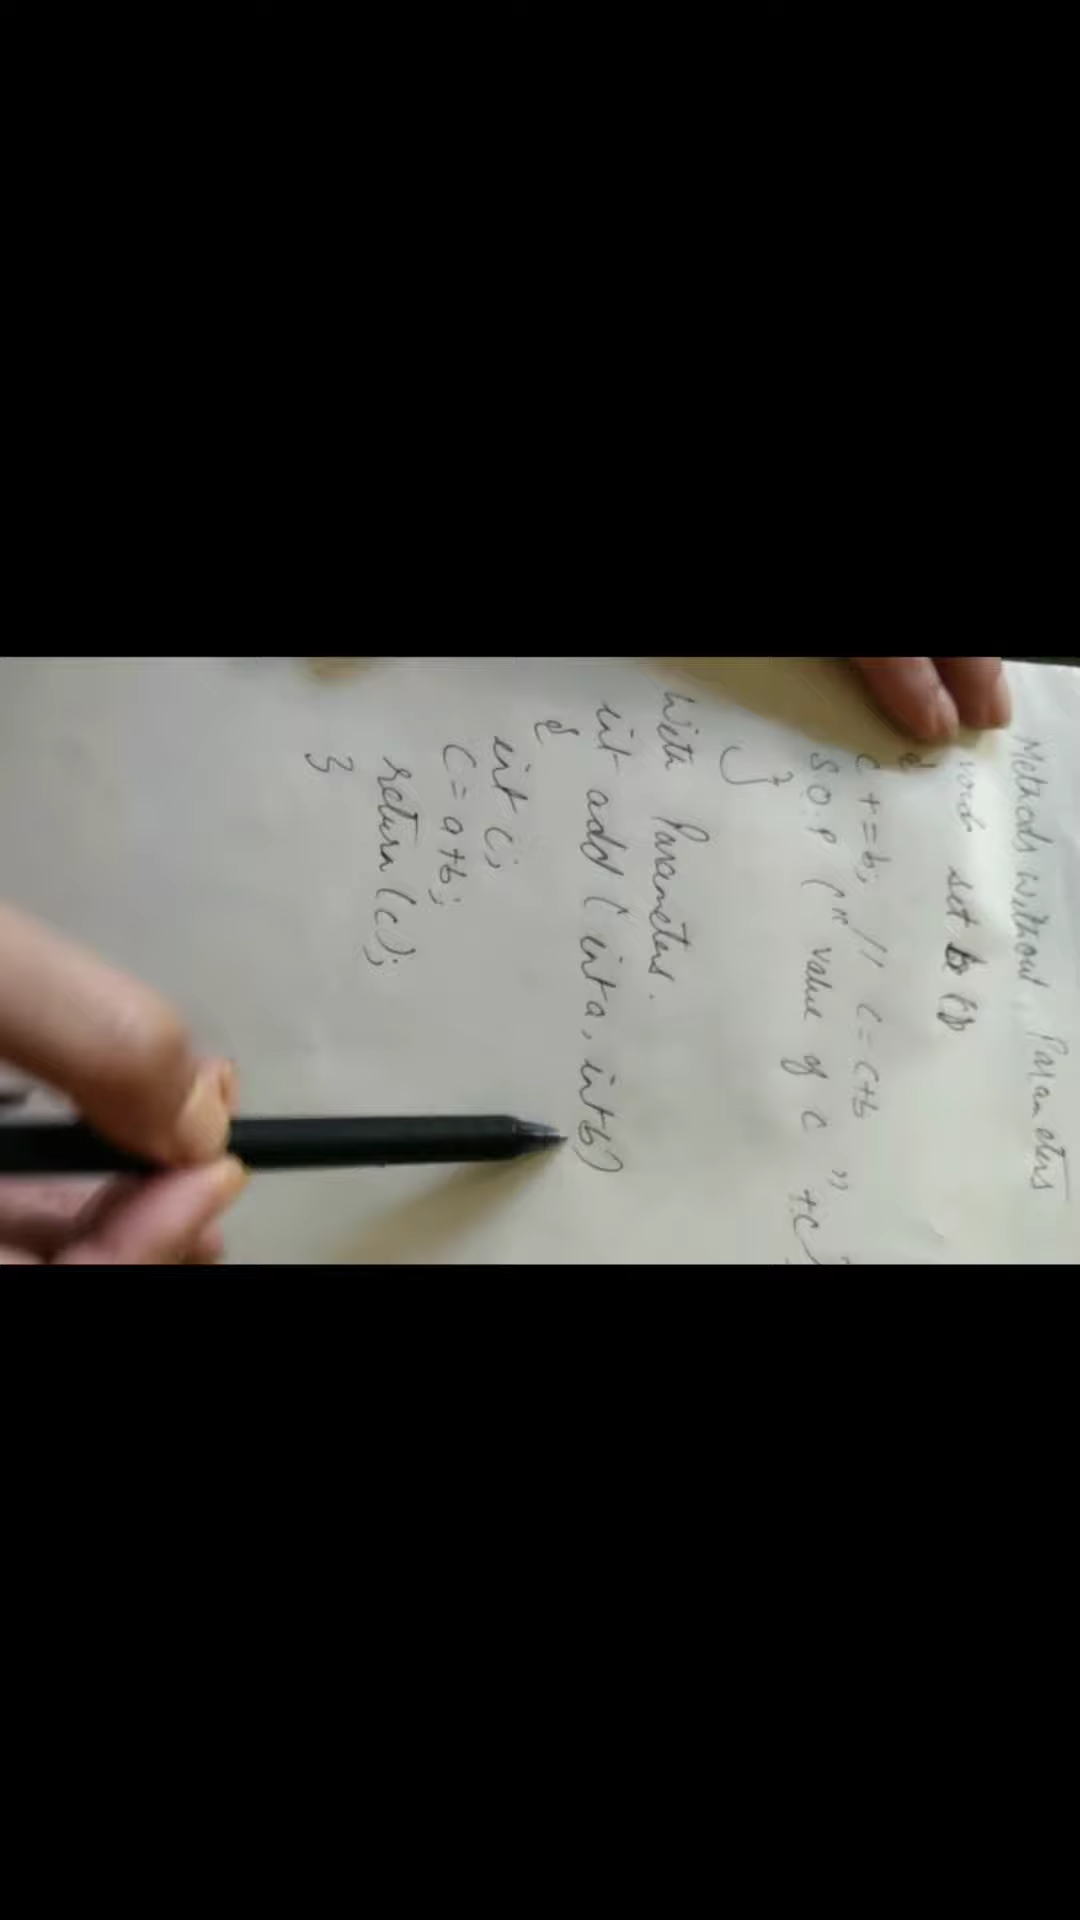 Methods without Parameters
void set b ()
{
c += b; // c = c+b
S.O.P (" value of c " + c)
}
With Parameters.
int add ( int a, int b)
{
int c;
c = a+b;
return (c);
}